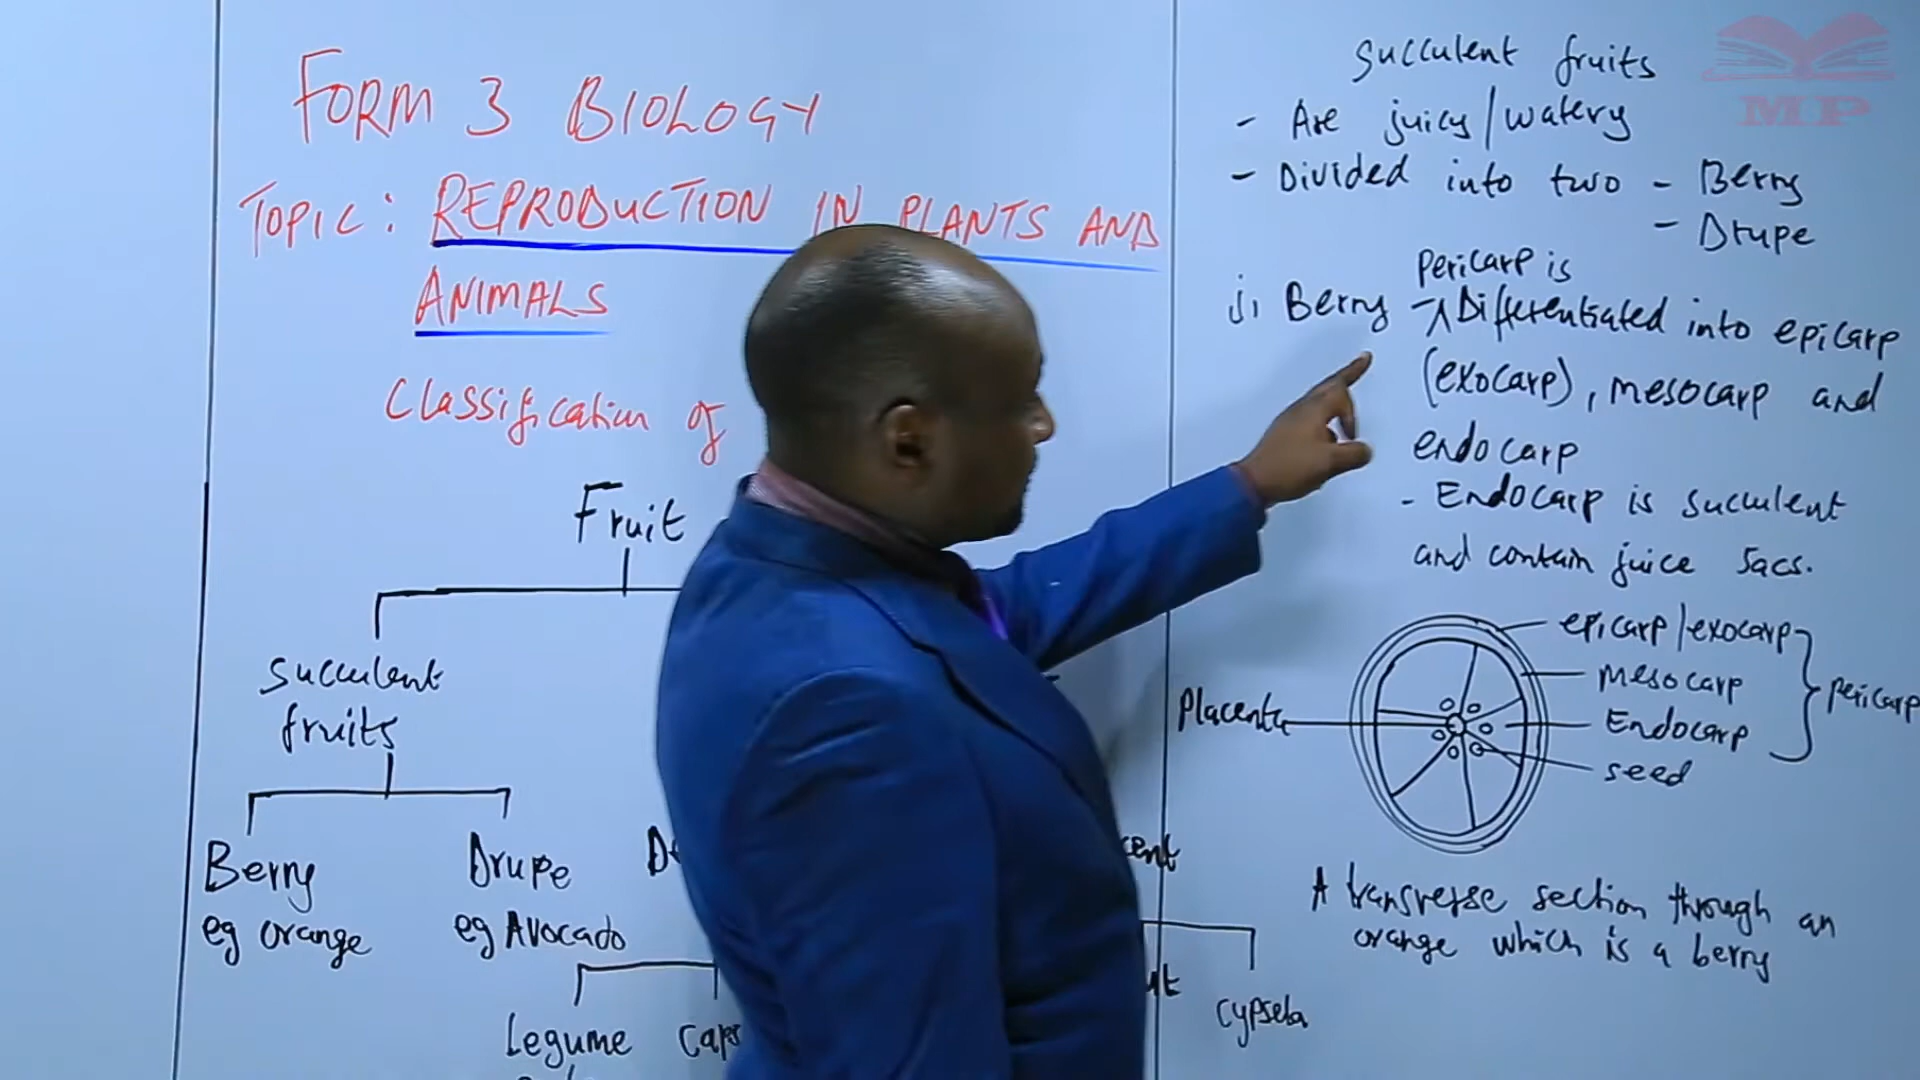 FORM 3 BIOLOGY
TOPIC: REPRODUCTION IN PLANTS AND
ANIMALS
Classification of
Fruit
Succulent
fruits
Berry
eg orange
Drupe
eg Avocado
Legume
cypsela
Succulent fruits
- Are juicy/watery
- Divided into two - Berry
- Drupe
pericarp is
i, Berry - Differentiated into epicarp
(exocarp), mesocarp and
endocarp
- Endocarp is succulent
and contain juice sacs.
epicarp/exocarp
mesocarp
Endocarp
pericarp
seed
Placenta
A transverse section through an
orange which is a berry
MP